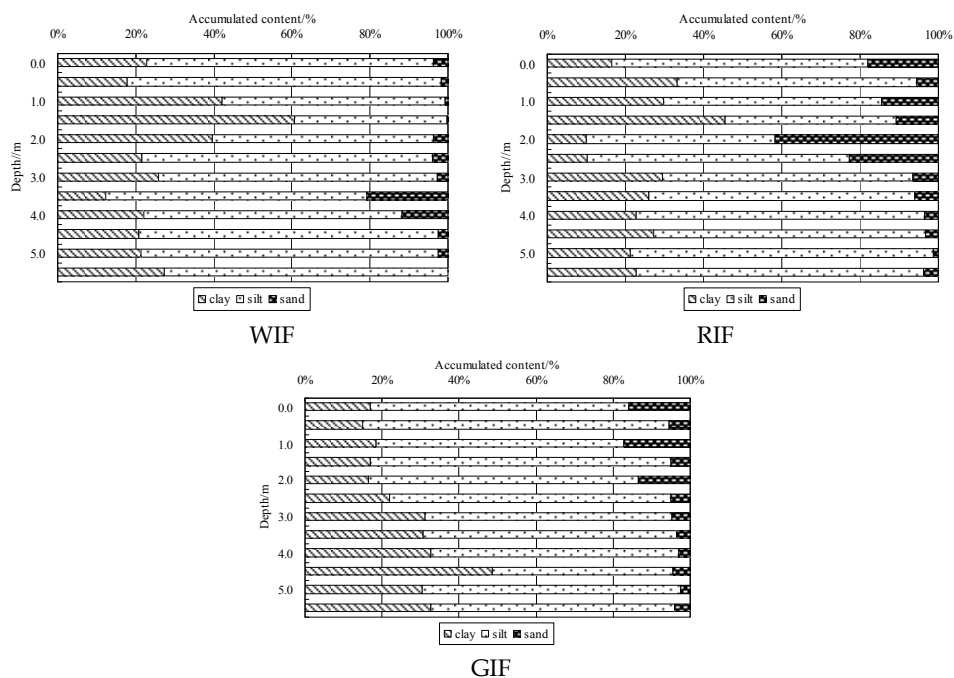 Accumulated content/%
0% 20% 40% 60% 80% 100%
0.0
1.0
2.0
3.0
4.0
5.0
Depth//m
clay silt sand
WIF
Accumulated content/%
0% 20% 40% 60% 80% 100%
0.0
1.0
2.0
3.0
4.0
5.0
Depth/m
clay silt sand
RIF
Accumulated content/%
0% 20% 40% 60% 80% 100%
0.0
1.0
2.0
3.0
4.0
5.0
Depth/m
clay silt sand
GIF